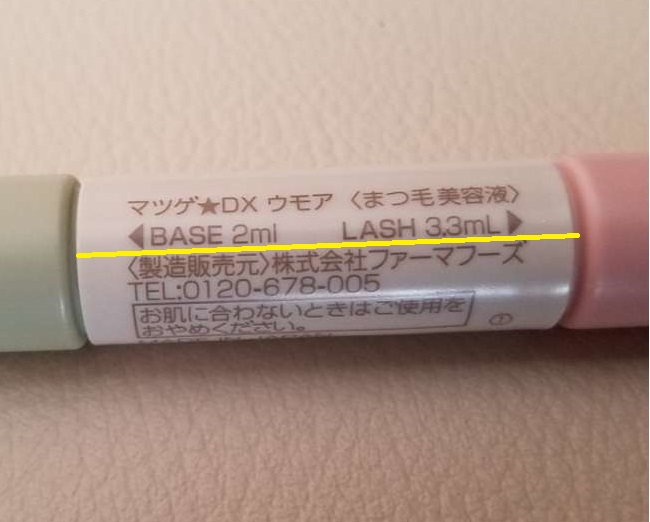 マツゲ★DX ウモア 〈まつ毛美容液〉
◀BASE 2ml LASH 3.3mL▶
〈製造販売元〉株式会社ファーマフーズ
TEL:0120-678-005
お肌に合わないときはご使用を
おやめください。